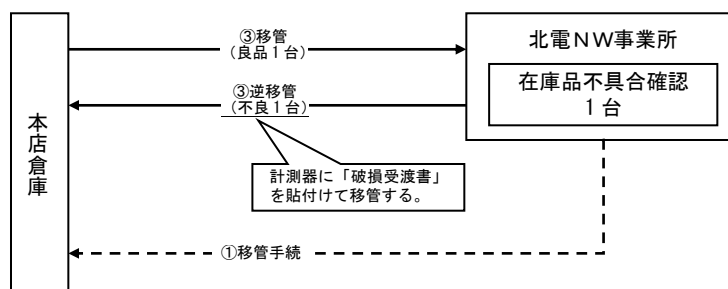 ③移管
(良品1台)
北電NW事業所
在庫品不具合確認
1台
③逆移管
(不良1台)
本店倉庫
計測器に「破損受渡書」
を貼付けて移管する。
①移管手続